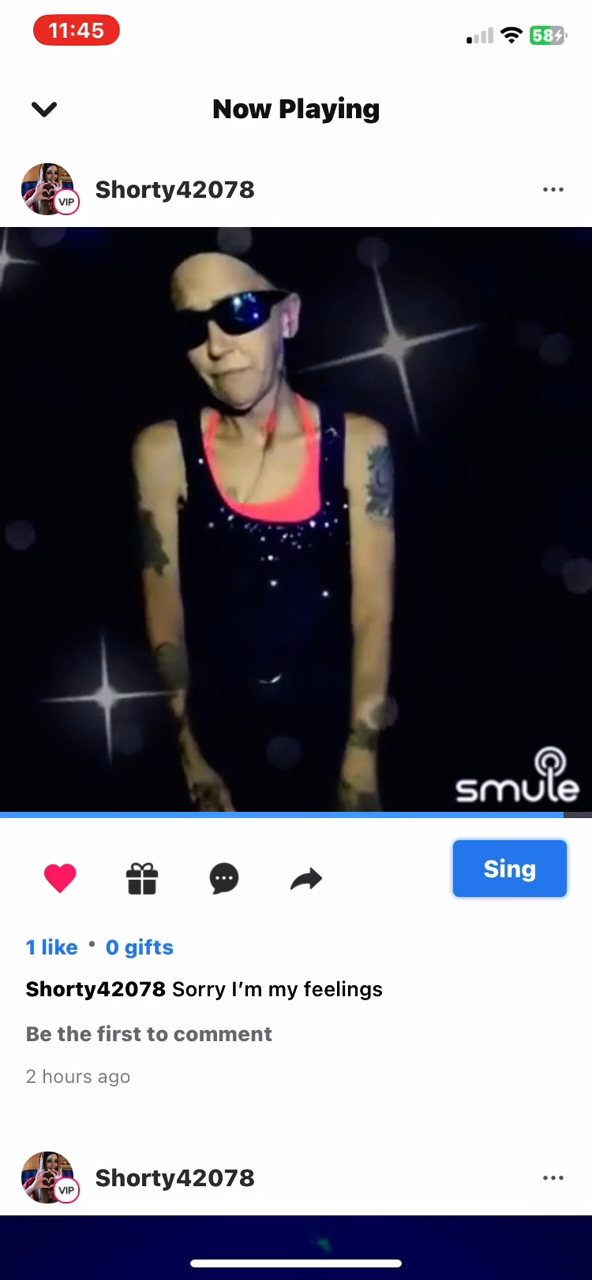 11:45
58
Now Playing
VIP
Shorty42078
smule
Sing
1 like • 0 gifts
Shorty42078 Sorry I’m my feelings
Be the first to comment
2 hours ago
VIP
Shorty42078